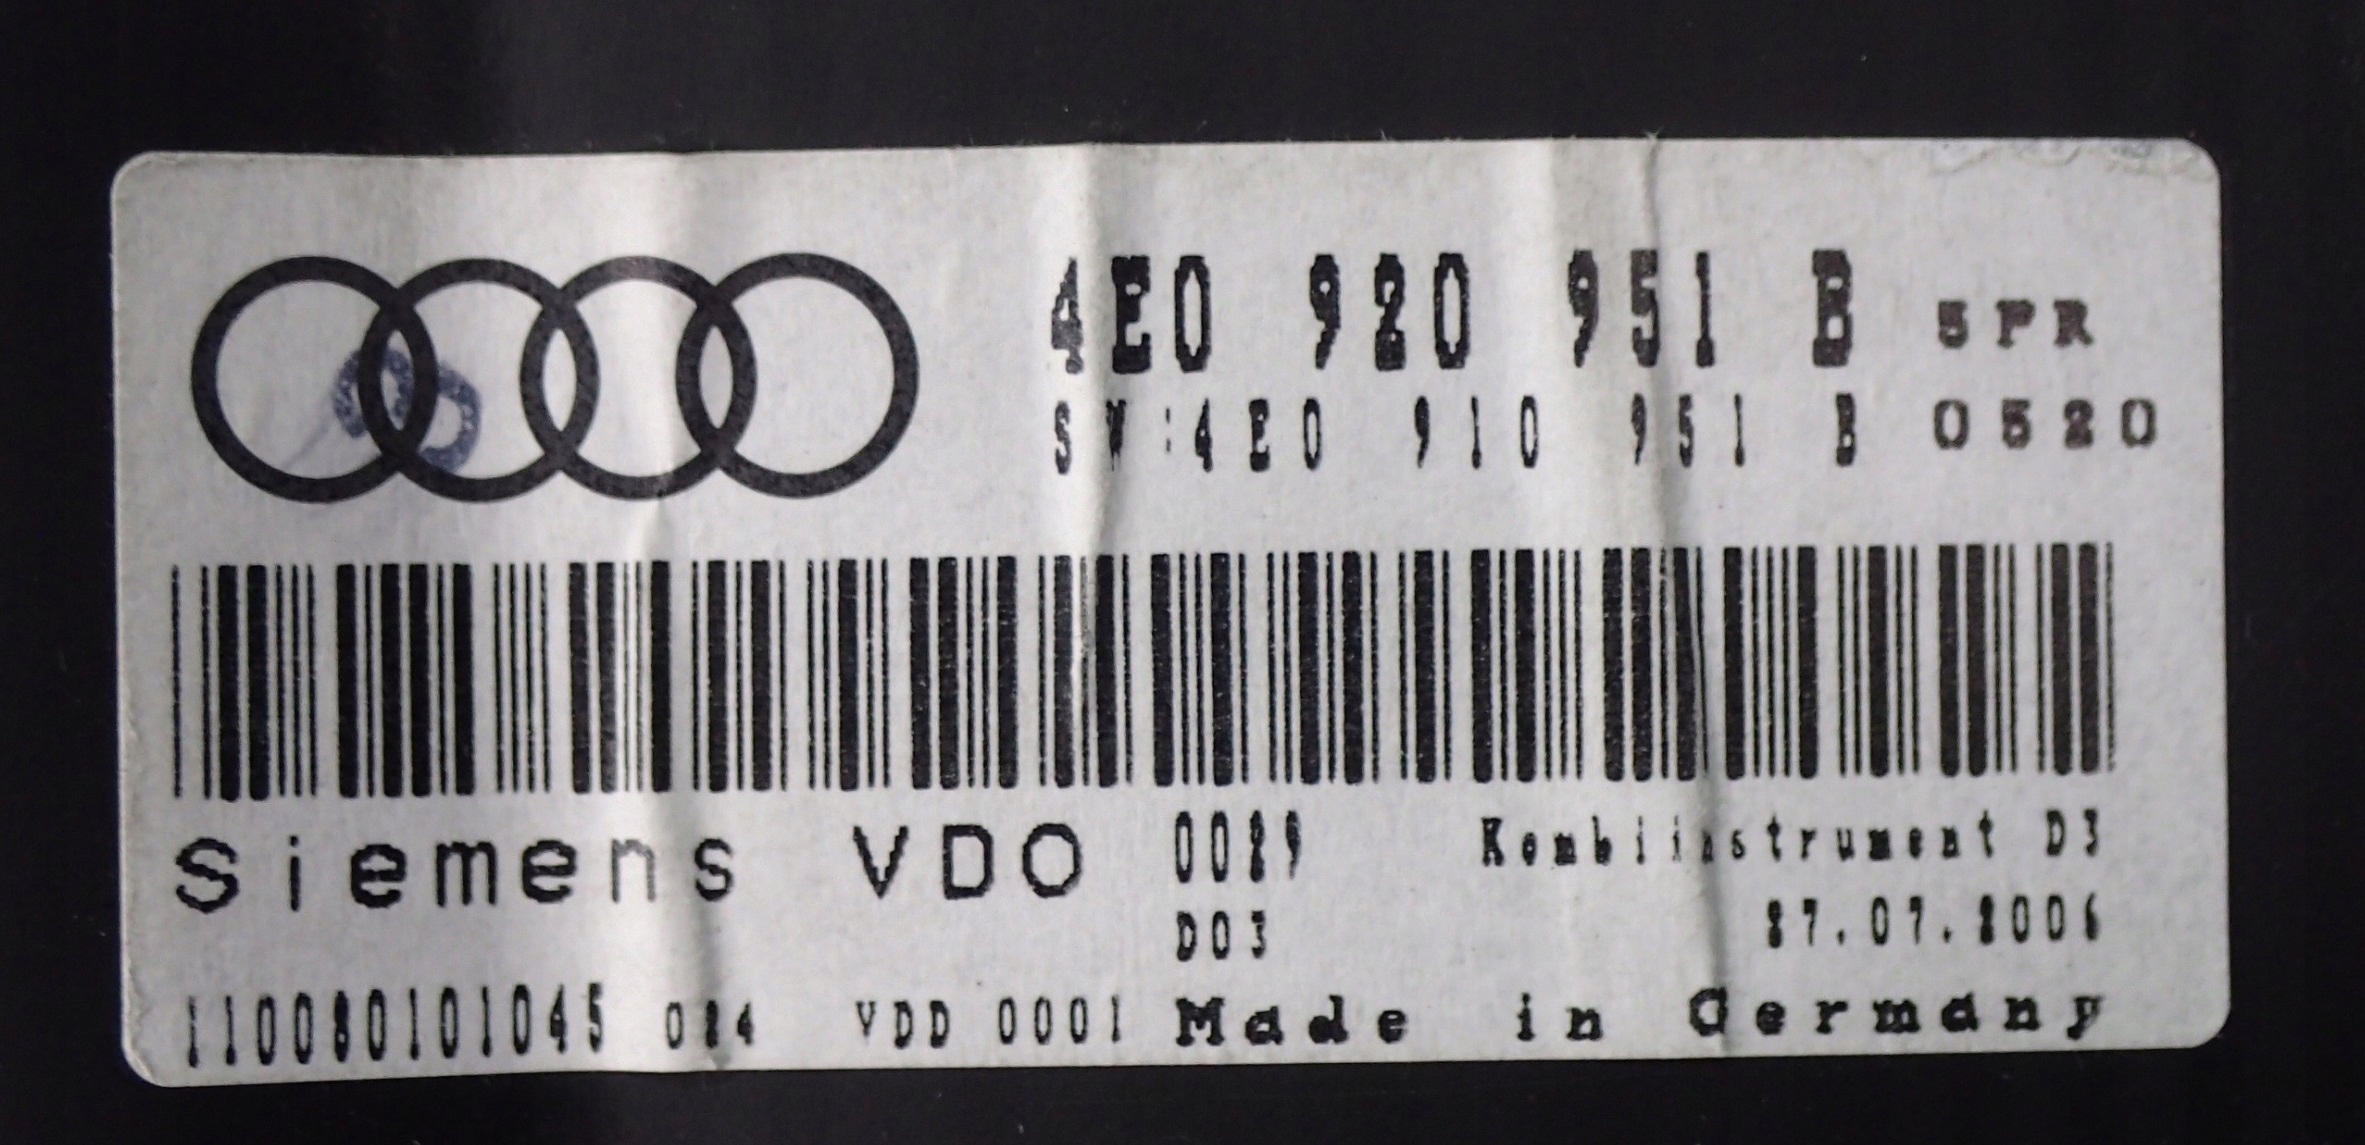 4E0 920 951 B 5PR
SW:4E0 910 951 B 0520
Siemens VDO 0029 Kombiinstrument D3
D03 27.07.2006
110080101045 024 VDD 0001 Made in Germany